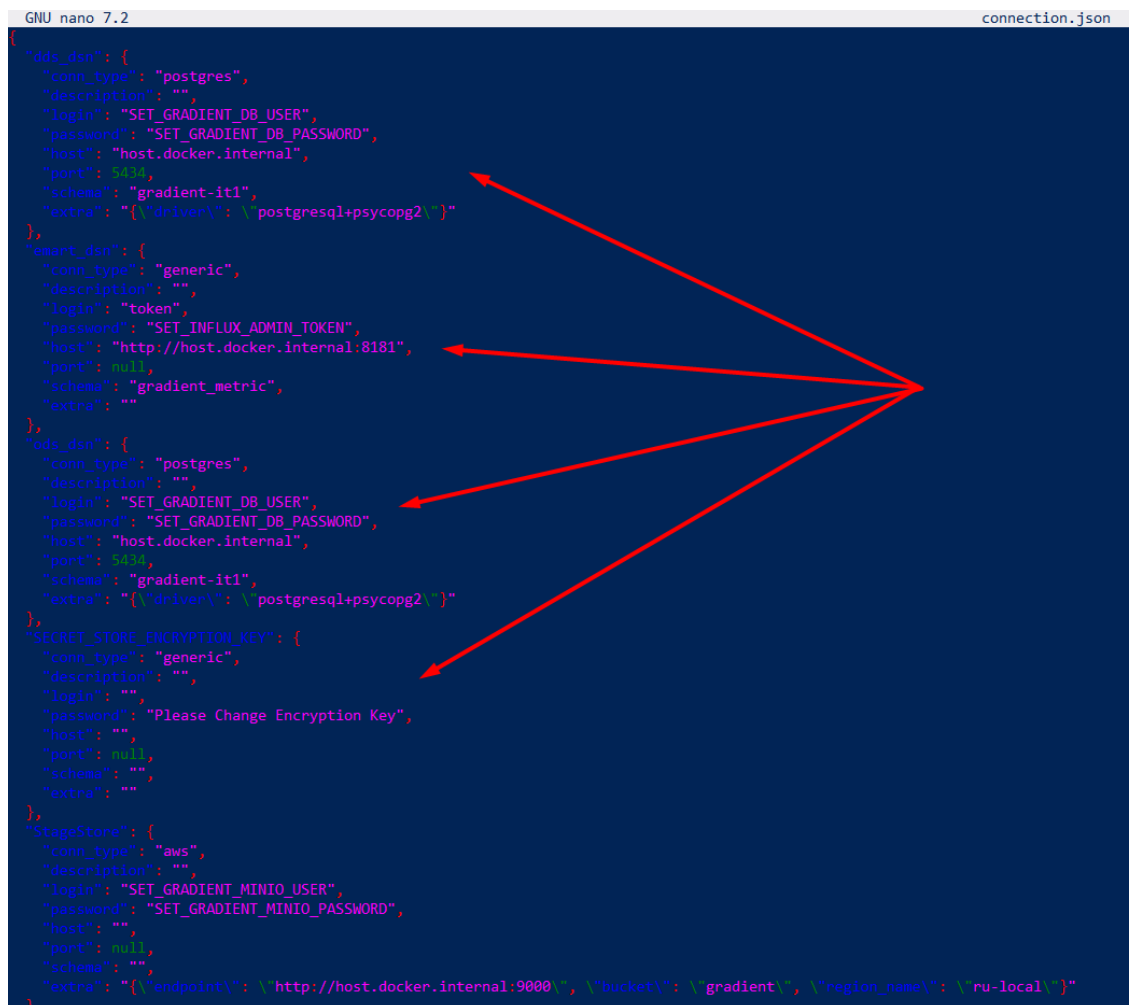 GNU nano 7.2 connection.json
{
"dds_dsn": {
"conn_type": "postgres",
"description": "",
"login": "SET_GRADIENT_DB_USER",
"password": "SET_GRADIENT_DB_PASSWORD",
"host": "host.docker.internal",
"port": 5434,
"schema": "gradient-it1",
"extra": "{\"driver\": \"postgresql+psycopg2\"}"
},
"omart_dsn": {
"conn_type": "generic",
"description": "",
"login": "token",
"password": "SET_INFLUX_ADMIN_TOKEN",
"host": "http://host.docker.internal:8181",
"port": null,
"schema": "gradient_metric",
"extra": ""
},
"ods_dsn": {
"conn_type": "postgres",
"description": "",
"login": "SET_GRADIENT_DB_USER",
"password": "SET_GRADIENT_DB_PASSWORD",
"host": "host.docker.internal",
"port": 5434,
"schema": "gradient-it1",
"extra": "{\"driver\": \"postgresql+psycopg2\"}"
},
"SECRET_STORE_ENCRYPTION_KEY": {
"conn_type": "generic",
"description": "",
"login": "",
"password": "Please Change Encryption Key",
"host": "",
"port": null,
"schema": "",
"extra": ""
},
"StageStore": {
"conn_type": "aws",
"description": "",
"login": "SET_GRADIENT_MINIO_USER",
"password": "SET_GRADIENT_MINIO_PASSWORD",
"host": "",
"port": null,
"schema": "",
"extra": "{\"endpoint\": \"http://host.docker.internal:9000\", \"bucket\": \"gradient\", \"region_name\": \"ru-local\"}"
}